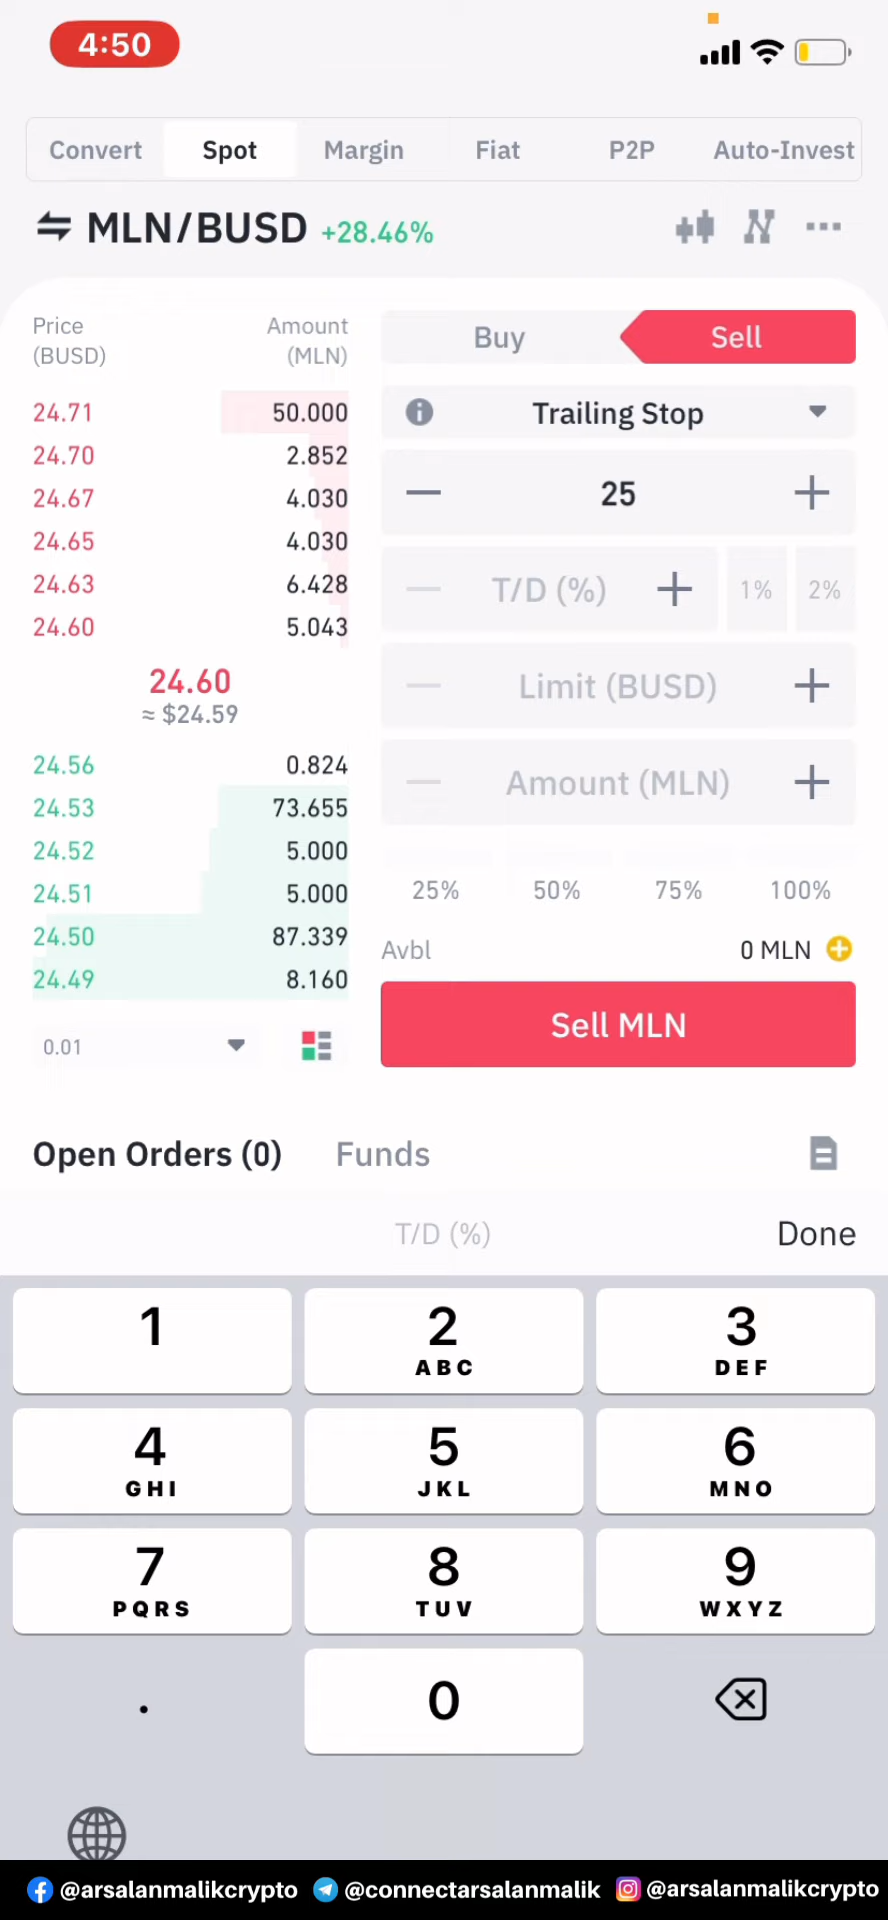 4:50
Convert Spot Margin Fiat P2P Auto-Invest
MLN/BUSD +28.46%
Price (BUSD) Amount (MLN)
24.71 50.000
24.70 2.852
24.67 4.030
24.65 4.030
24.63 6.428
24.60 5.043
24.60
≈ $24.59
24.56 0.824
24.53 73.655
24.52 5.000
24.51 5.000
24.50 87.339
24.49 8.160
0.01
Buy Sell
Trailing Stop
25
T/D (%) 1% 2%
Limit (BUSD)
Amount (MLN)
25% 50% 75% 100%
Avbl 0 MLN
Sell MLN
Open Orders (0) Funds
T/D (%) Done
1 2 3
ABC DEF
4 5 6
GHI JKL MNO
7 8 9
PQRS TUV WXYZ
. 0
@arsalanmalikcrypto @connectarsalanmalik @arsalanmalikcrypto